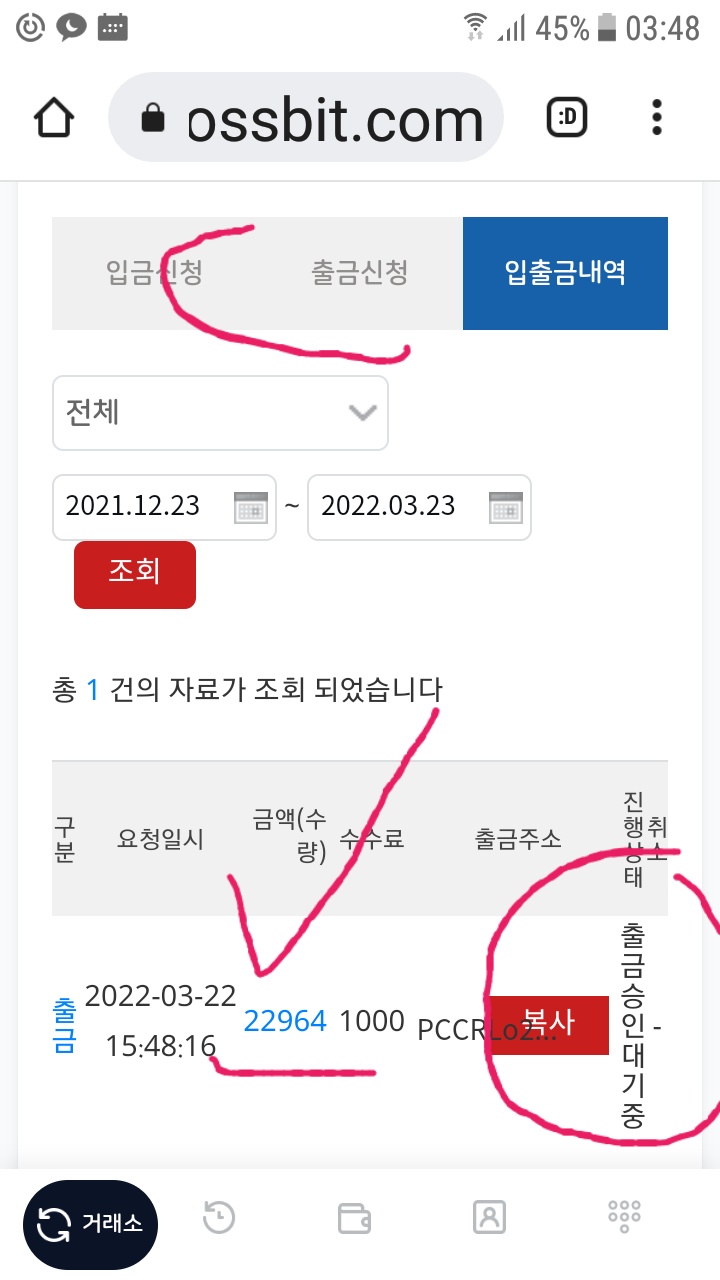 45% 03:48
ossbit.com :D
입금신청 출금신청 입출금내역
전체
2021.12.23 ~ 2022.03.23
조회
총 1 건의 자료가 조회 되었습니다
구분 요청일시 금액(수량) 수수료 출금주소 진행상태 취소
출금 2022-03-22 15:48:16 22964 1000 PCCRLo2... 복사 출금승인대기중 -
거래소